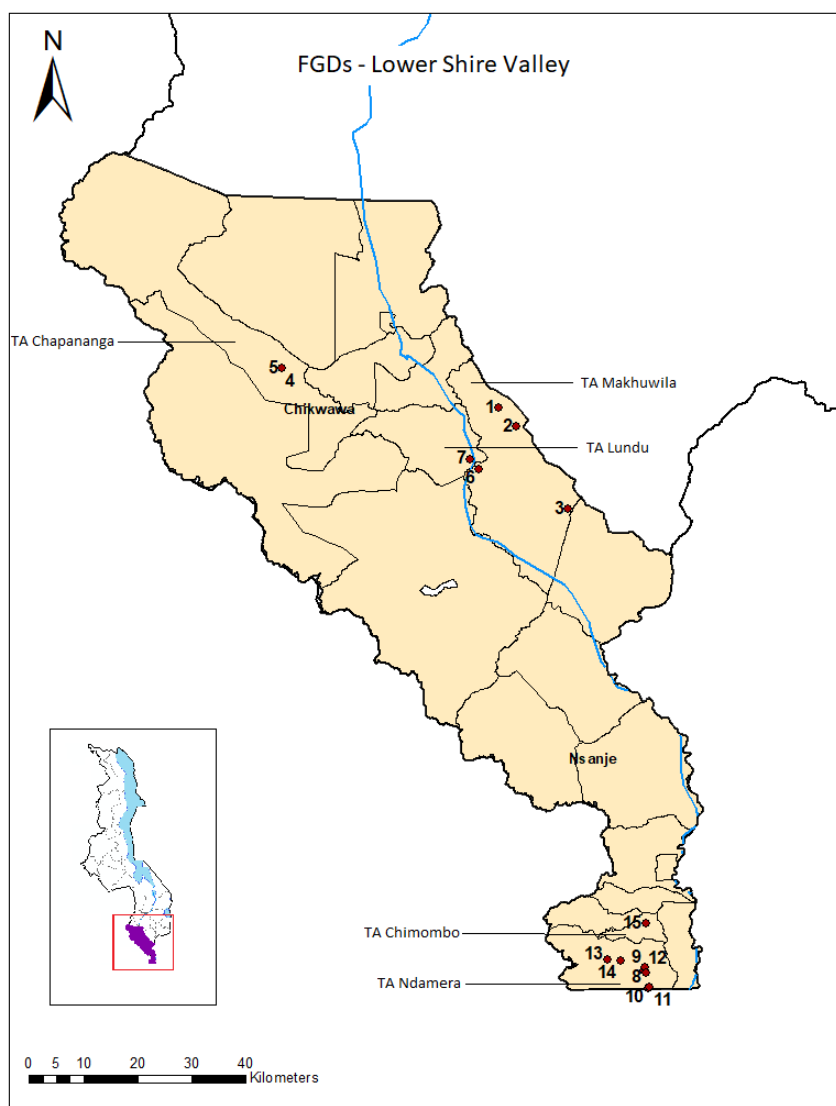 FGDs - Lower Shire Valley
N
TA Chapananga
5
4
Chikwawa
TA Makhuwila
1
2
TA Lundu
7
6
3
Nsanje
15
TA Chimombo
13
14
9
12
8
TA Ndamera
10
11
0 5 10 20 30 40
Kilometers